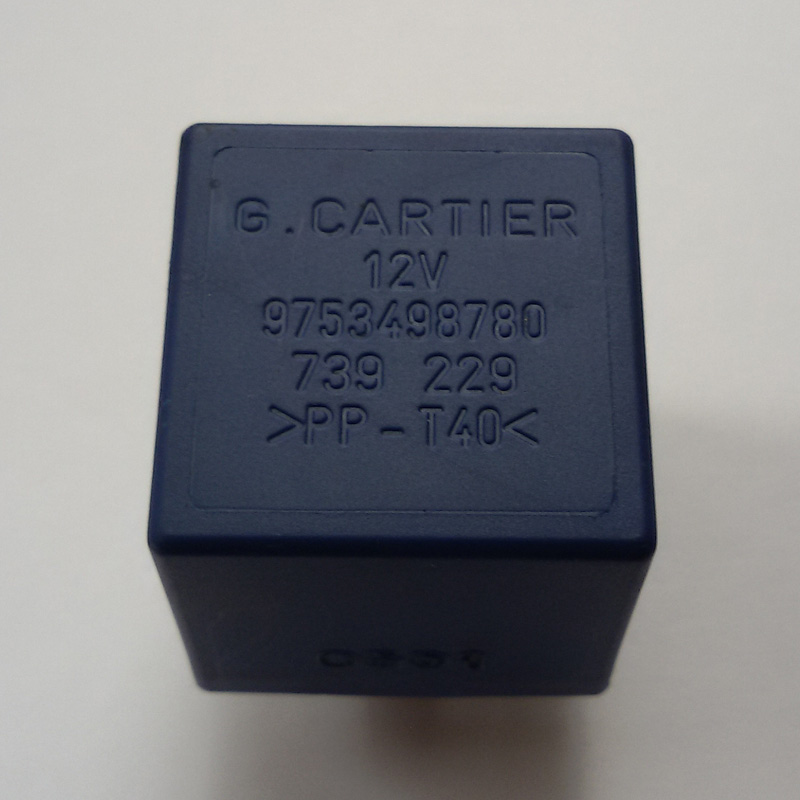 G.CARTIER
12V
9753498780
739 229
>PP-T40<